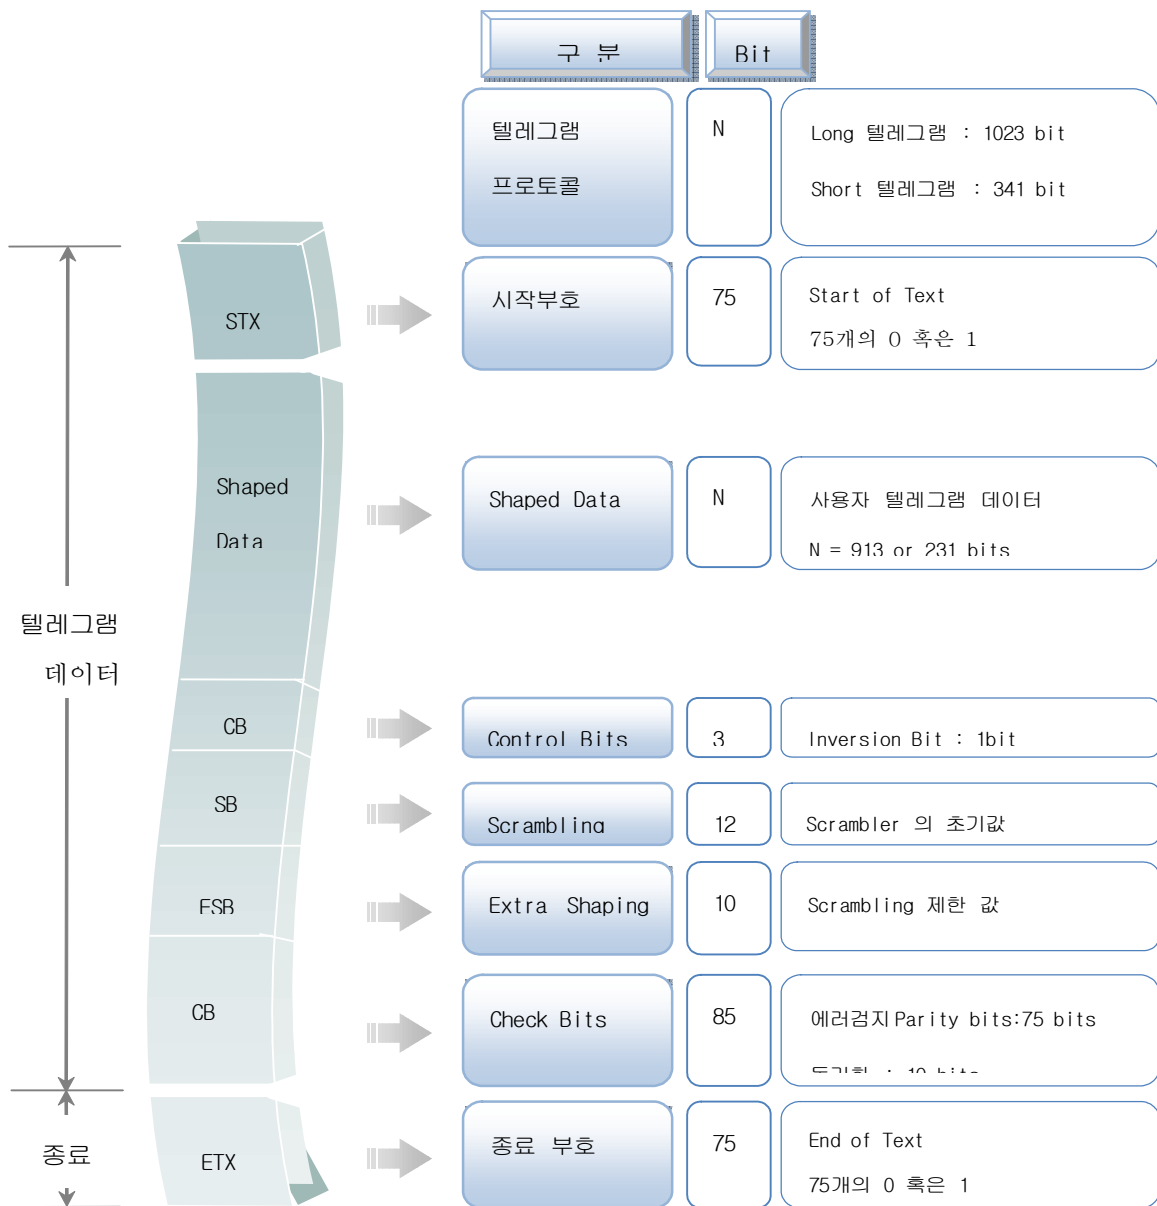 구 분
Bit
텔레그램
프로토콜
N
Long 텔레그램 : 1023 bit
Short 텔레그램 : 341 bit
STX
시작부호
75
Start of Text
75개의 0 혹은 1
Shaped
Data
Shaped Data
N
사용자 텔레그램 데이터
N = 913 or 231 bits
텔레그램
데이터
CB
Control Bits
3
Inversion Bit : 1bit
SB
Scrambling
12
Scrambler 의 초기값
ESB
Extra Shaping
10
Scrambling 제한 값
CB
Check Bits
85
에러검지 Parity bits:75 bits
: 10 bits
종료
ETX
종료 부호
75
End of Text
75개의 0 혹은 1